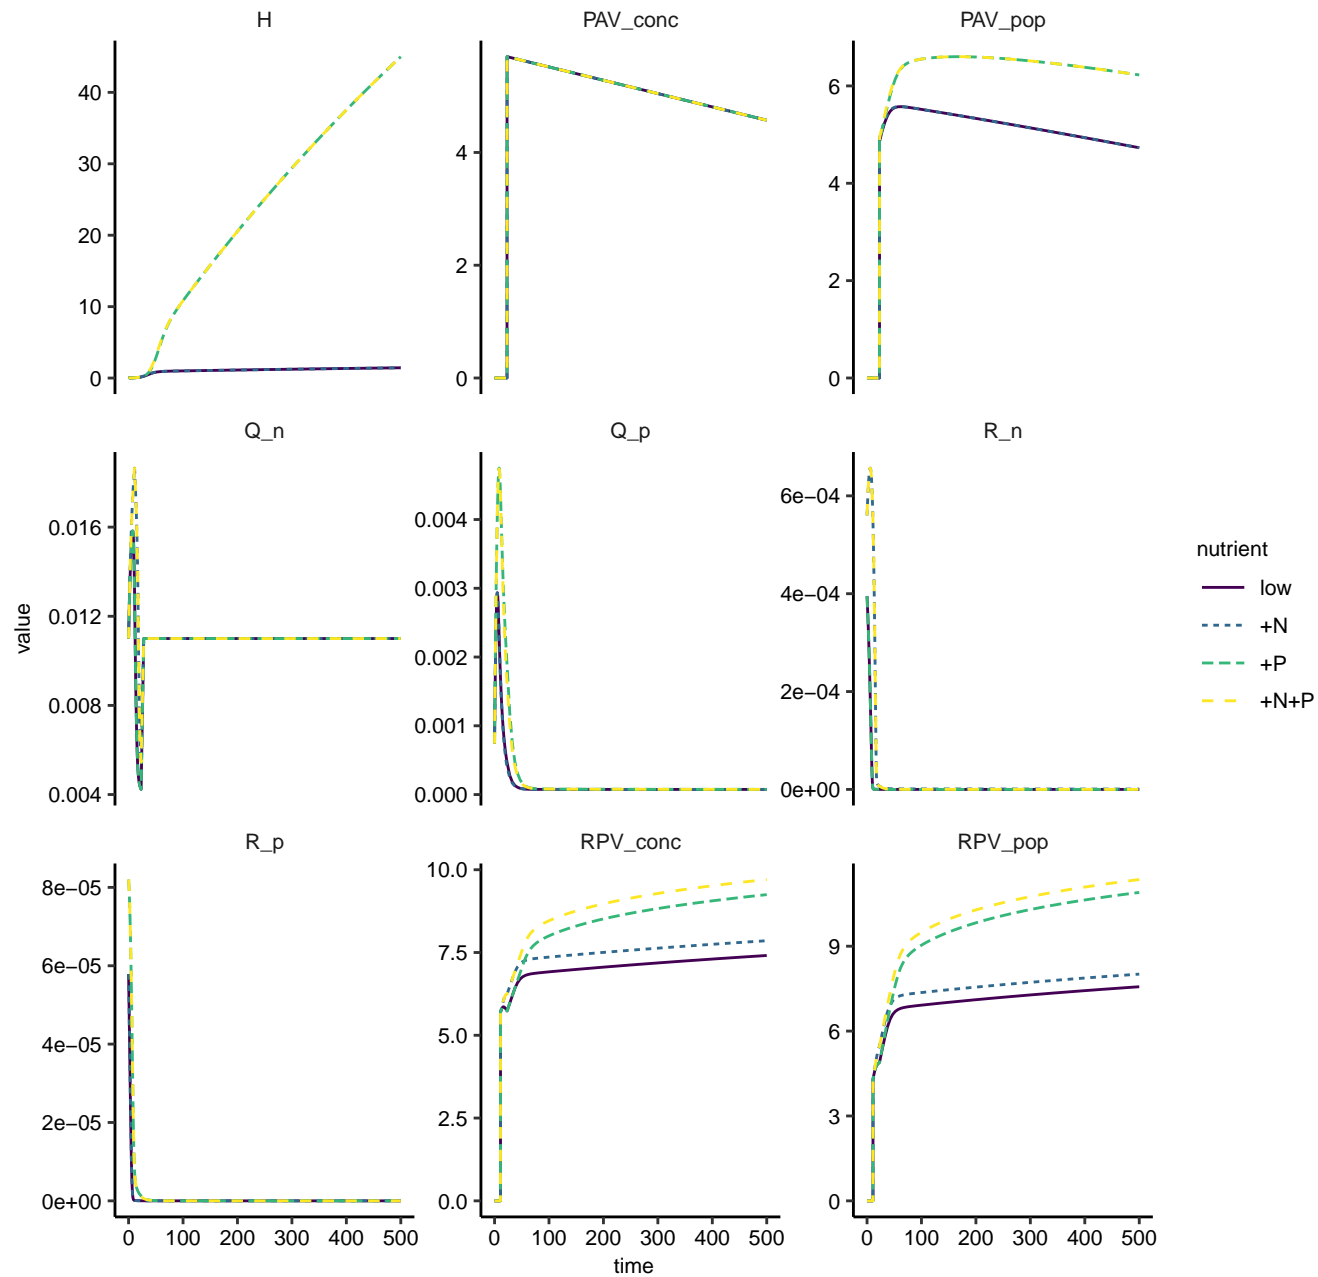 H PAV_conc PAV_pop
40
30
20
10
0
4
2
0
6
4
2
0
Q_n Q_p R_n
value
0.016
0.012
0.008
0.004
0.004
0.003
0.002
0.001
0.000
6e−04
4e−04
2e−04
0e+00
nutrient
low
+N
+P
+N+P
R_p RPV_conc RPV_pop
8e−05
6e−05
4e−05
2e−05
0e+00
10.0
7.5
5.0
2.5
0.0
9
6
3
0
0 100 200 300 400 500 0 100 200 300 400 500 0 100 200 300 400 500
time